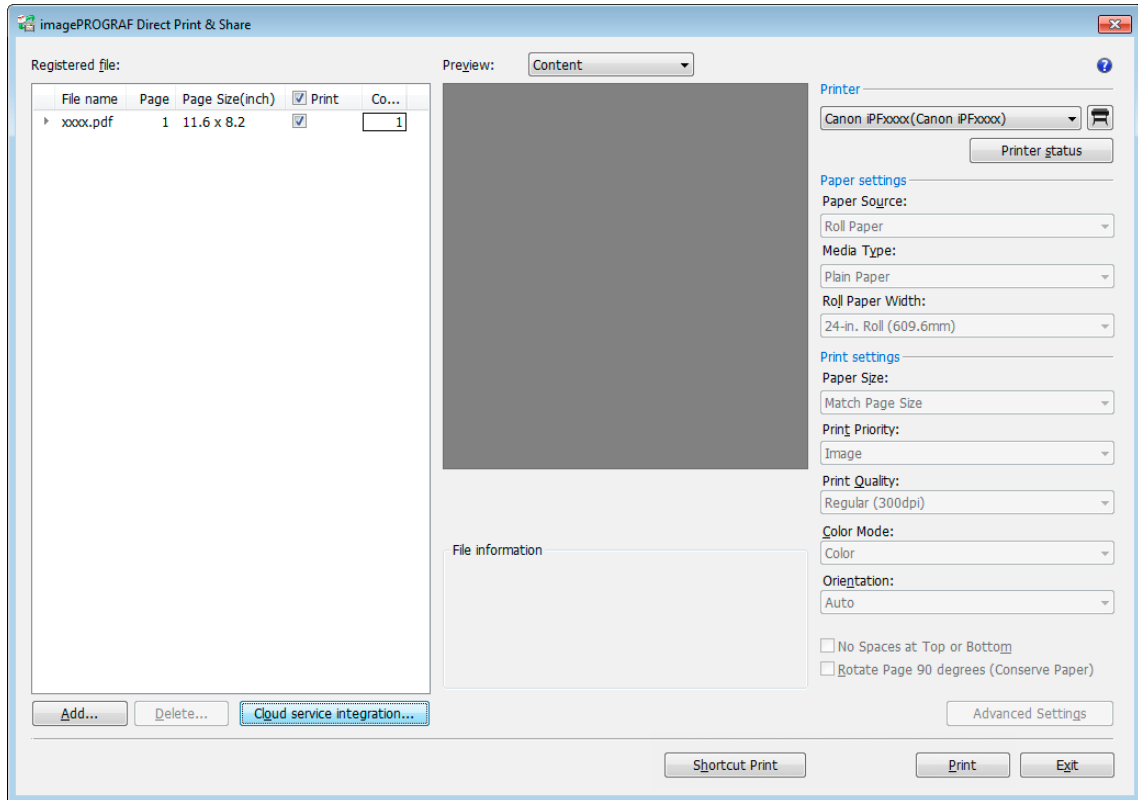 imagePROGRAF Direct Print & Share
Registered file:
File name Page Page Size(inch) Print Co...
xxxx.pdf 1 11.6 x 8.2 1
Add... Delete... Cloud service integration...
Preview: Content
File information
Printer
Canon iPFxxxx(Canon iPFxxxx)
Printer status
Paper settings
Paper Source:
Roll Paper
Media Type:
Plain Paper
Roll Paper Width:
24-in. Roll (609.6mm)
Print settings
Paper Size:
Match Page Size
Print Priority:
Image
Print Quality:
Regular (300dpi)
Color Mode:
Color
Orientation:
Auto
No Spaces at Top or Bottom
Rotate Page 90 degrees (Conserve Paper)
Advanced Settings
Shortcut Print Print Exit